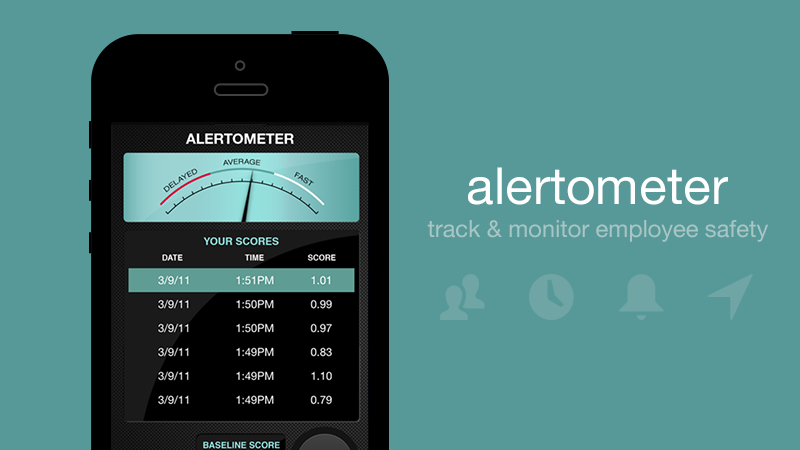 ALERTOMETER
DELAYED AVERAGE FAST
YOUR SCORES
DATE TIME SCORE
3/9/11 1:51PM 1.01
3/9/11 1:50PM 0.99
3/9/11 1:50PM 0.97
3/9/11 1:49PM 0.83
3/9/11 1:49PM 1.10
3/9/11 1:49PM 0.79
BASELINE SCORE
alertometer
track & monitor employee safety